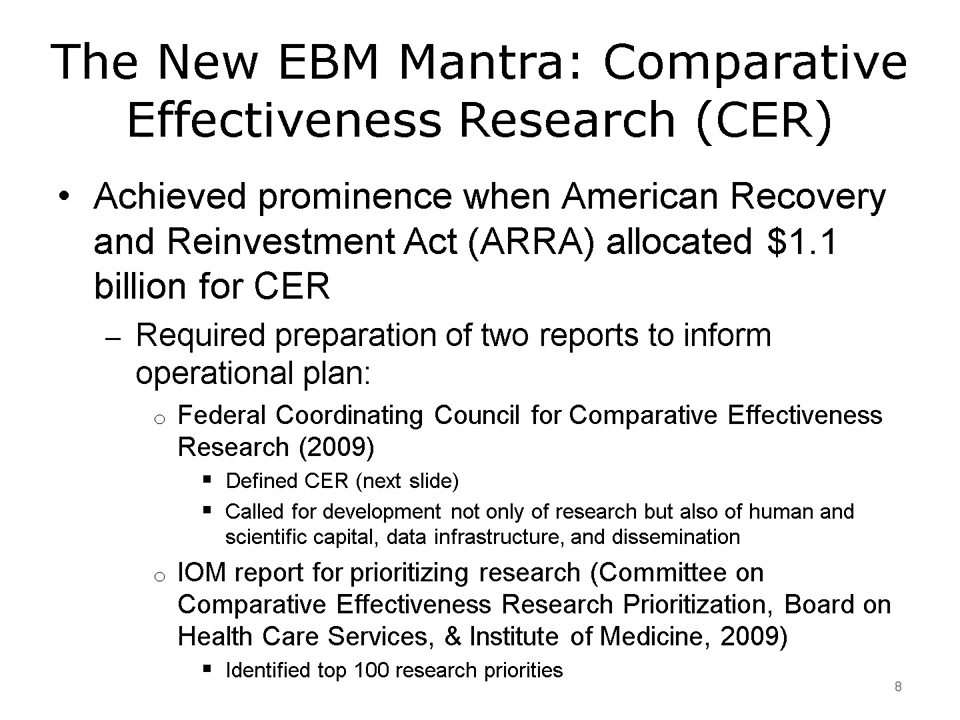 The New EBM Mantra: Comparative
Effectiveness Research (CER)
• Achieved prominence when American Recovery
and Reinvestment Act (ARRA) allocated $1.1
billion for CER
– Required preparation of two reports to inform
operational plan:
o Federal Coordinating Council for Comparative Effectiveness
Research (2009)
▪ Defined CER (next slide)
▪ Called for development not only of research but also of human and
scientific capital, data infrastructure, and dissemination
o IOM report for prioritizing research (Committee on
Comparative Effectiveness Research Prioritization, Board on
Health Care Services, & Institute of Medicine, 2009)
▪ Identified top 100 research priorities
8